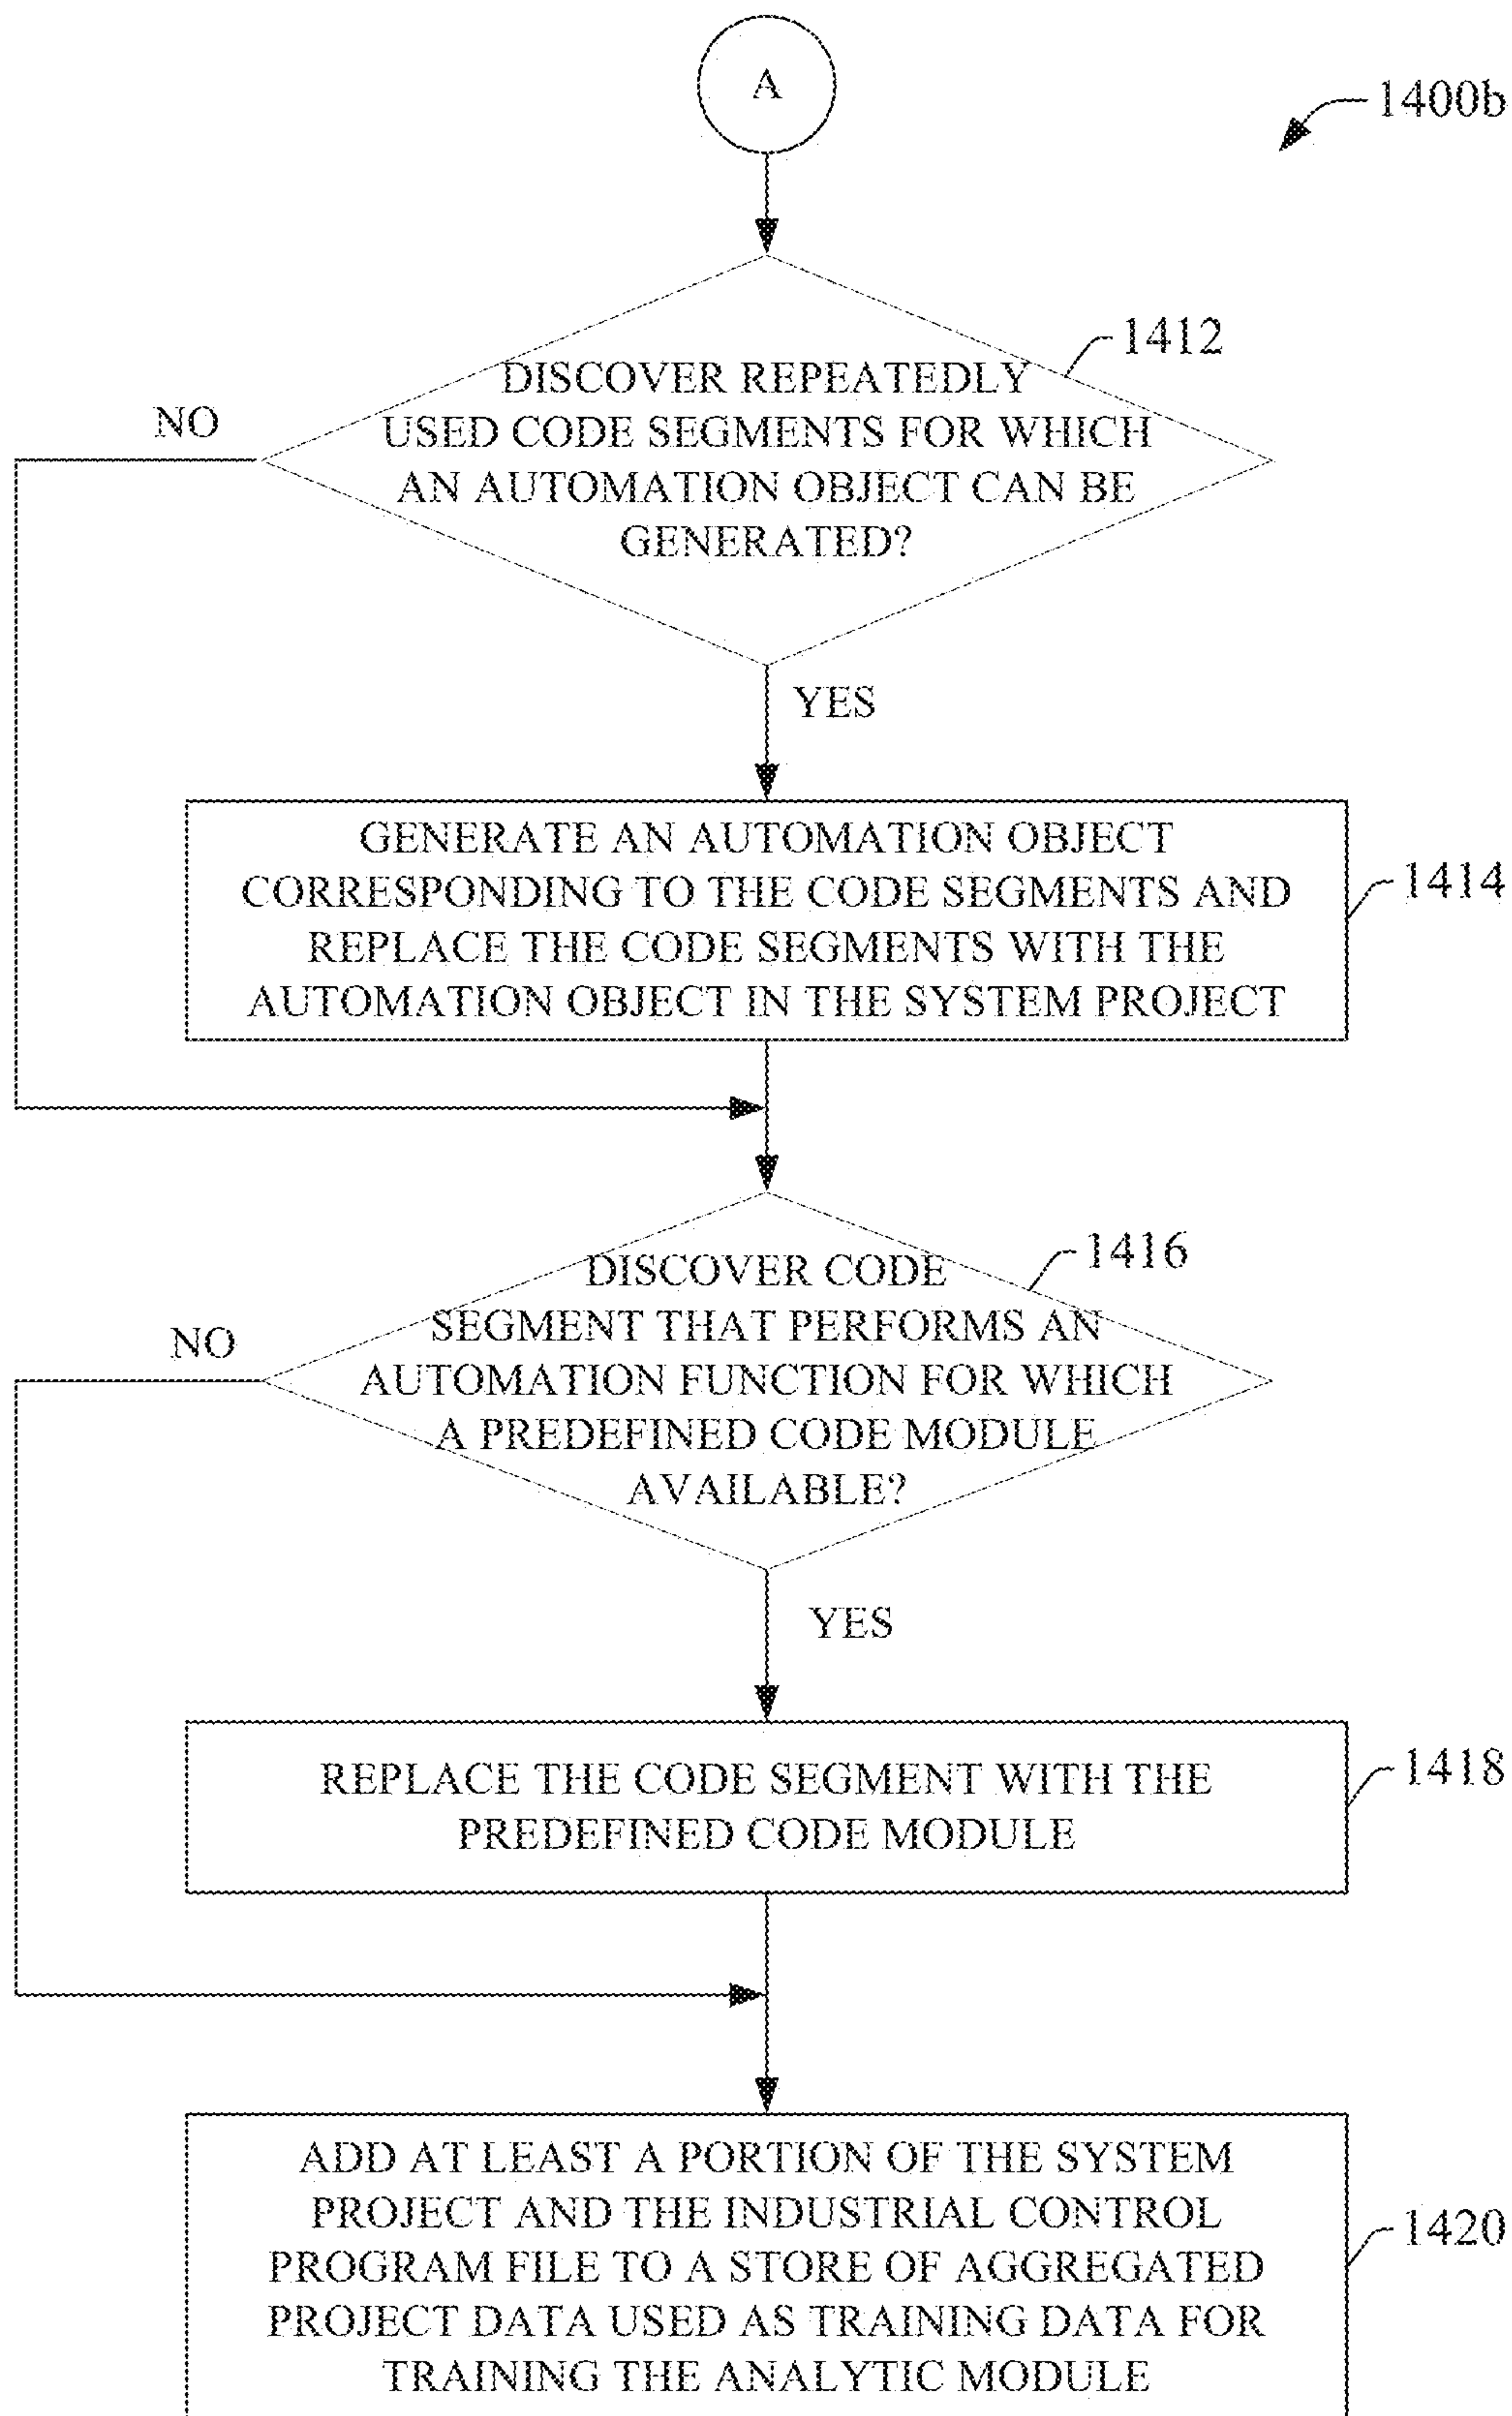 A
1400b
1412
DISCOVER REPEATEDLY
USED CODE SEGMENTS FOR WHICH
AN AUTOMATION OBJECT CAN BE
GENERATED?
NO
YES
GENERATE AN AUTOMATION OBJECT
CORRESPONDING TO THE CODE SEGMENTS AND
REPLACE THE CODE SEGMENTS WITH THE
AUTOMATION OBJECT IN THE SYSTEM PROJECT
1414
1416
DISCOVER CODE
SEGMENT THAT PERFORMS AN
AUTOMATION FUNCTION FOR WHICH
A PREDEFINED CODE MODULE
AVAILABLE?
NO
YES
REPLACE THE CODE SEGMENT WITH THE
PREDEFINED CODE MODULE
1418
ADD AT LEAST A PORTION OF THE SYSTEM
PROJECT AND THE INDUSTRIAL CONTROL
PROGRAM FILE TO A STORE OF AGGREGATED
PROJECT DATA USED AS TRAINING DATA FOR
TRAINING THE ANALYTIC MODULE
1420